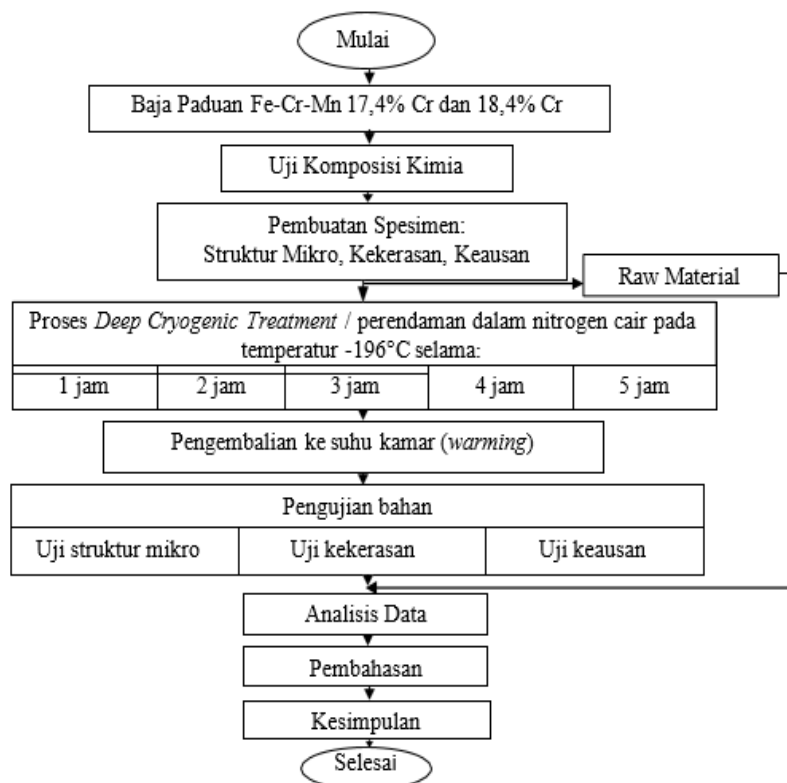 Mulai
Baja Paduan Fe-Cr-Mn 17,4% Cr dan 18,4% Cr
Uji Komposisi Kimia
Pembuatan Spesimen:
Struktur Mikro, Kekerasan, Keausan
Raw Material
Proses Deep Cryogenic Treatment / perendaman dalam nitrogen cair pada
temperatur -196°C selama:
1 jam
2 jam
3 jam
4 jam
5 jam
Pengembalian ke suhu kamar (warming)
Pengujian bahan
Uji struktur mikro
Uji kekerasan
Uji keausan
Analisis Data
Pembahasan
Kesimpulan
Selesai